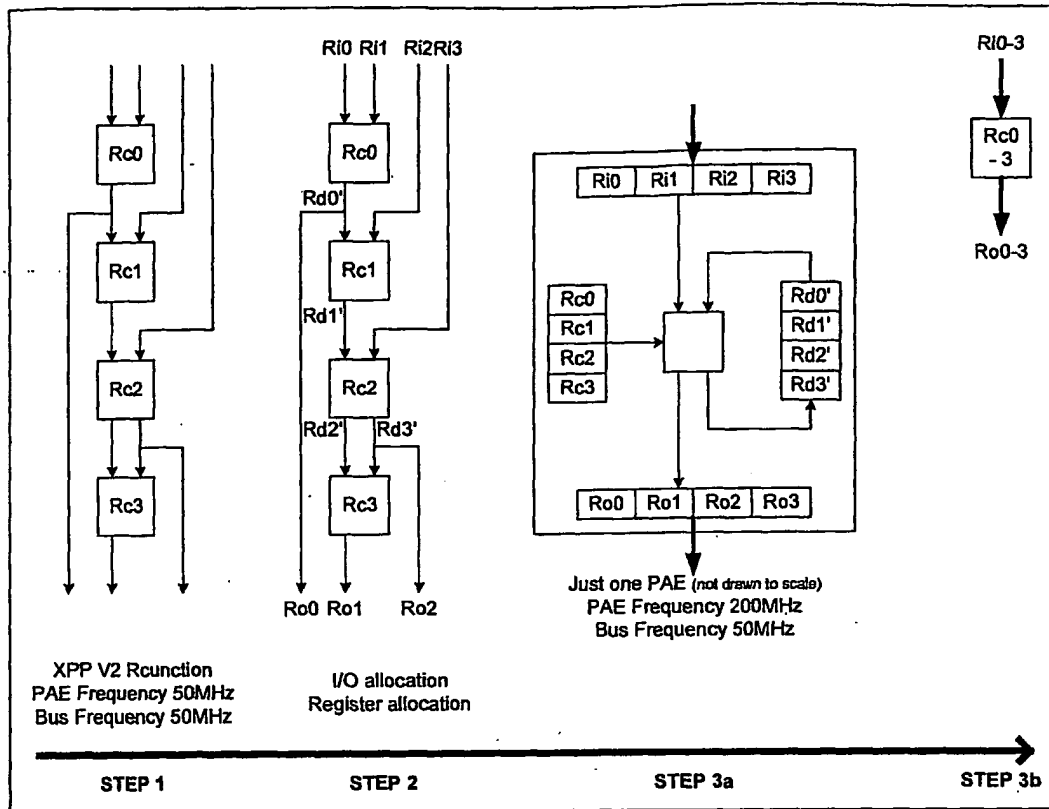 Rc0
Rc1
Rc2
Rc3
XPP V2 Rcunction
PAE Frequency 50MHz
Bus Frequency 50MHz
STEP 1
Ri0 Ri1 Ri2 Ri3
Rc0
Rd0'
Rc1
Rd1'
Rc2
Rd2' Rd3'
Rc3
Ro0 Ro1 Ro2
I/O allocation
Register allocation
STEP 2
Ri0 Ri1 Ri2 Ri3
Rc0
Rc1
Rc2
Rc3
Rd0'
Rd1'
Rd2'
Rd3'
Ro0 Ro1 Ro2 Ro3
Just one PAE (not drawn to scale)
PAE Frequency 200MHz
Bus Frequency 50MHz
STEP 3a
Ri0-3
Rc0
- 3
Ro0-3
STEP 3b